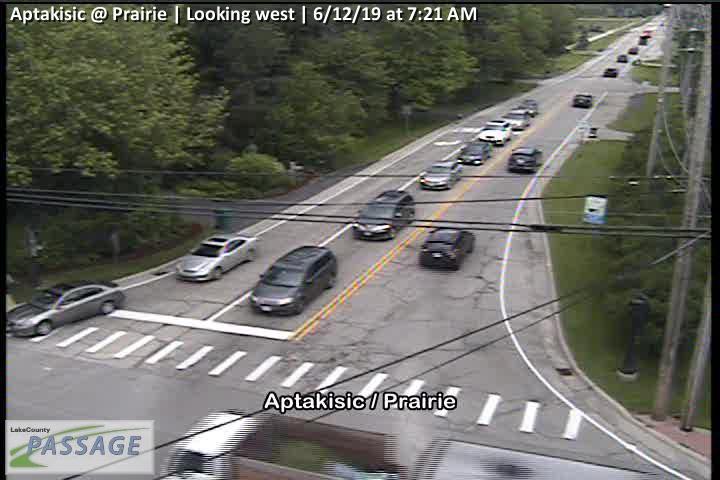 Aptakisic @ Prairie | Looking west | 6/12/19 at 7:21 AM
Aptakisic / Prairie
LakeCounty
PASSAGE